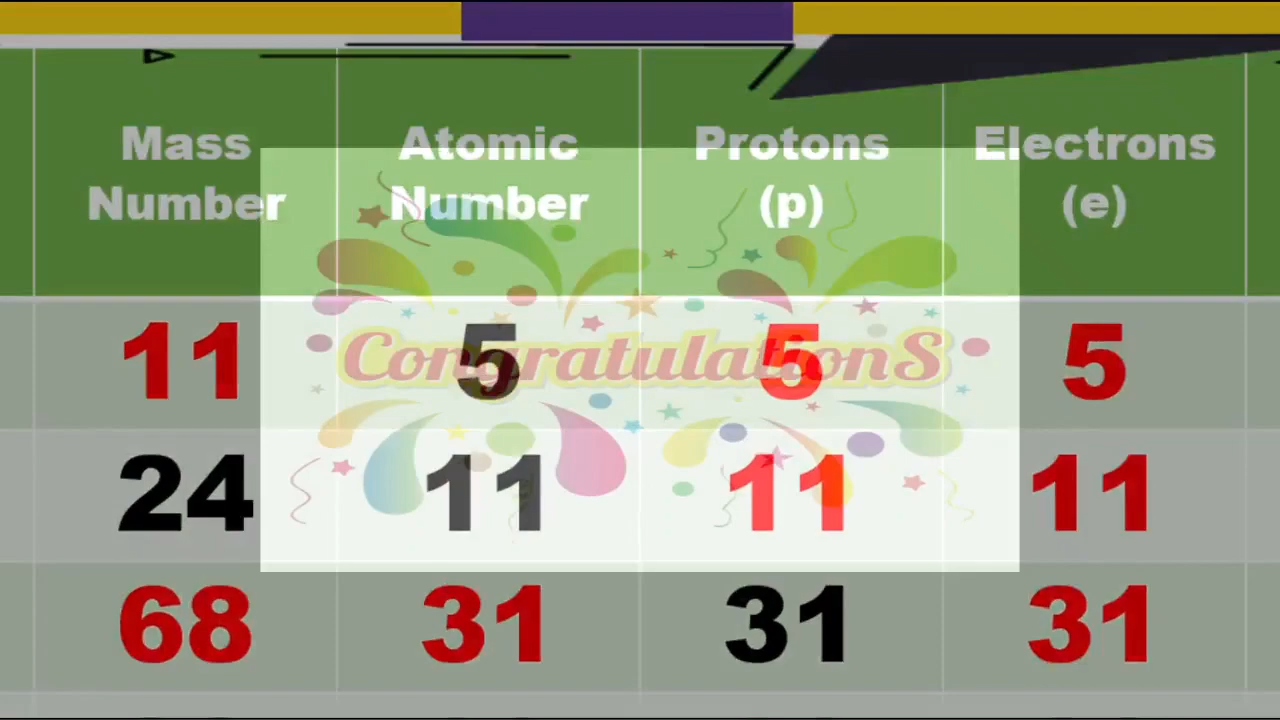 Mass Number Atomic Number Protons (p) Electrons (e)
CongratulationS
11 5 5 5
24 11 11 11
68 31 31 31